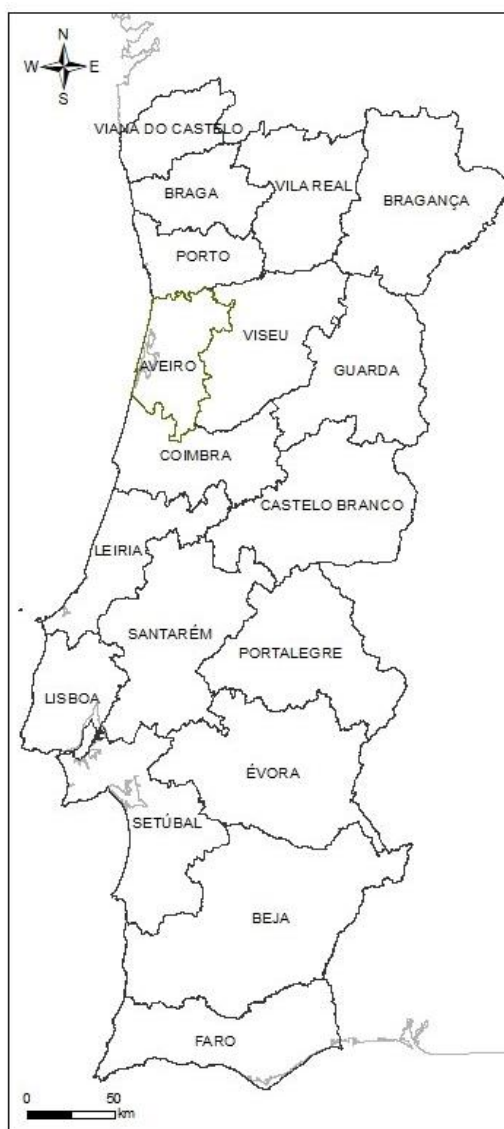 N
W E
S
VIANA DO CASTELO
BRAGA
VILA REAL
BRAGANÇA
PORTO
AVEIRO
VISEU
GUARDA
COIMBRA
CASTELO BRANCO
LEIRIA
SANTARÉM
PORTALEGRE
LISBOA
ÉVORA
SETÚBAL
BEJA
FARO
0 50
km